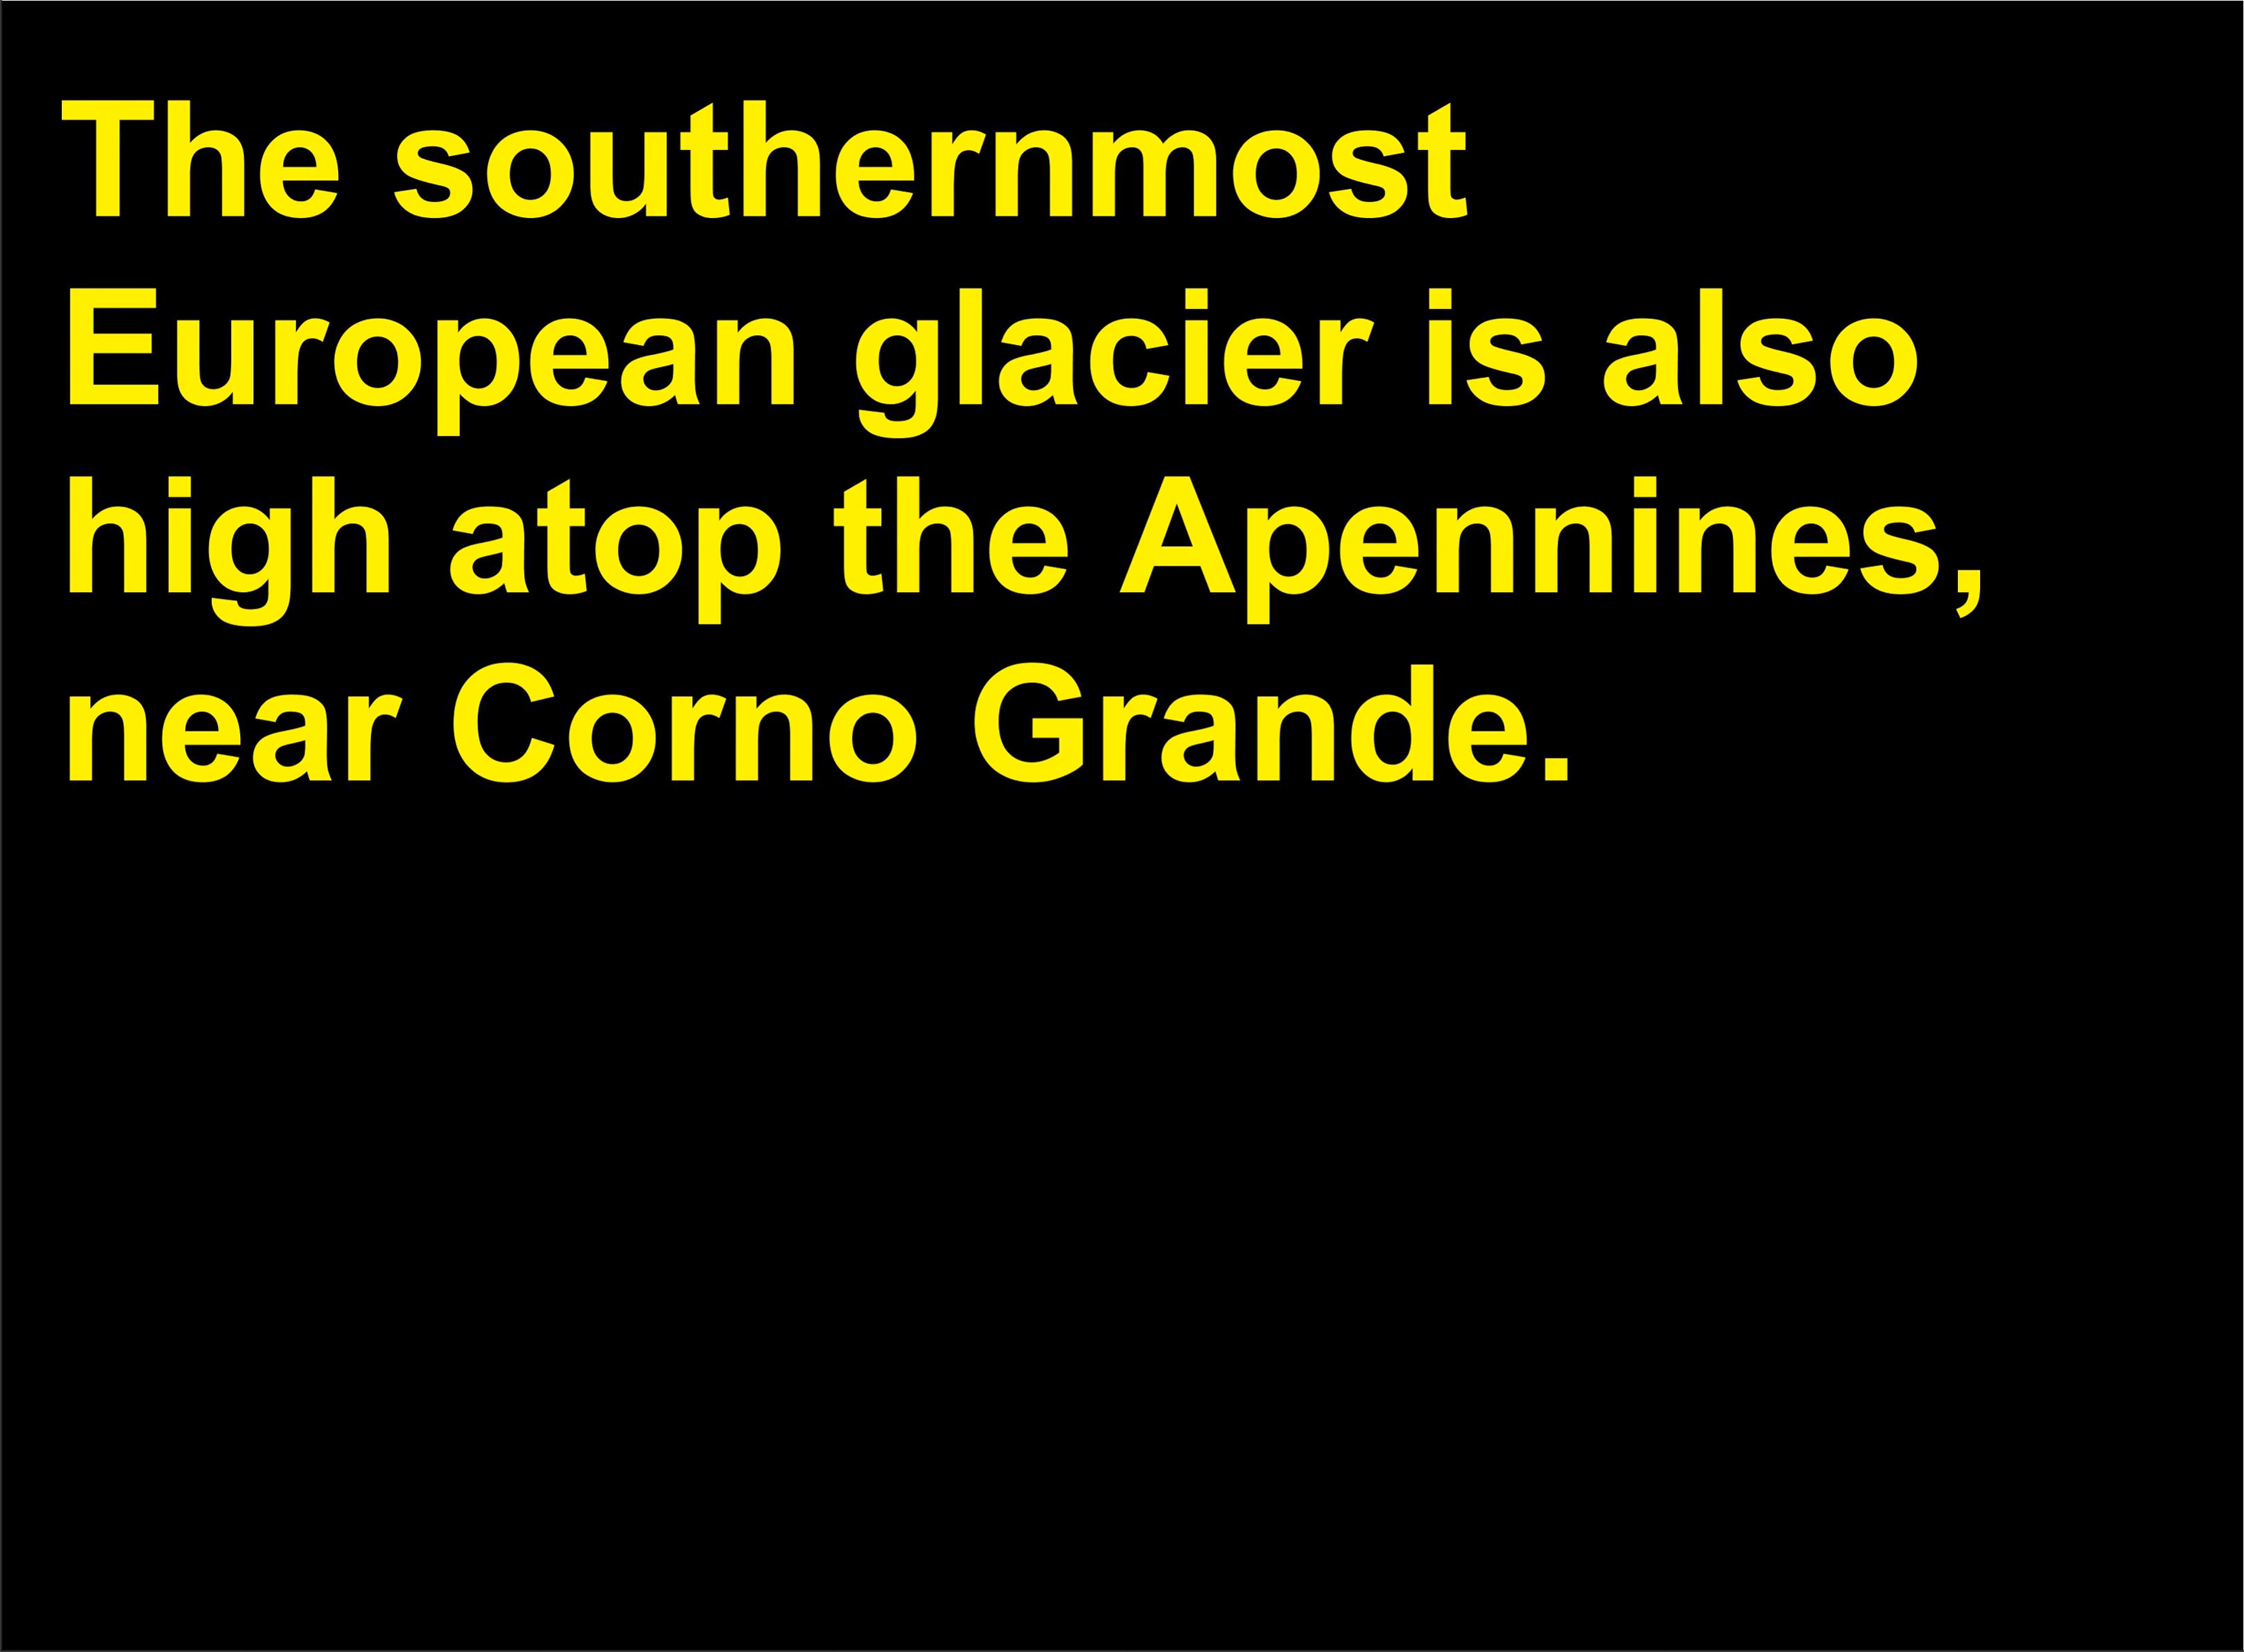 The southernmost
European glacier is also
high atop the Apennines,
near Corno Grande.